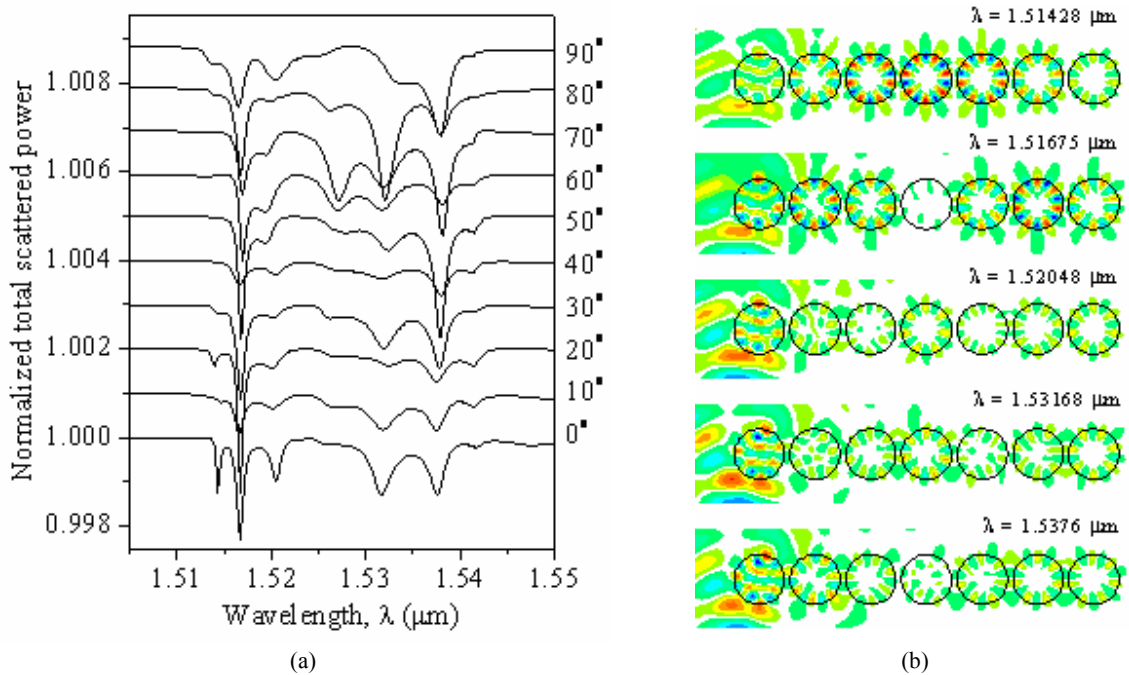 Normalized total scattered power
1.008
1.006
1.004
1.002
1.000
0.998
90°
80°
70°
60°
50°
40°
30°
20°
10°
0°
1.51
1.52
1.53
1.54
1.55
Wavelength, λ (μm)
(a)
λ = 1.51428 μm
λ = 1.51675 μm
λ = 1.52048 μm
λ = 1.53168 μm
λ = 1.5376 μm
(b)